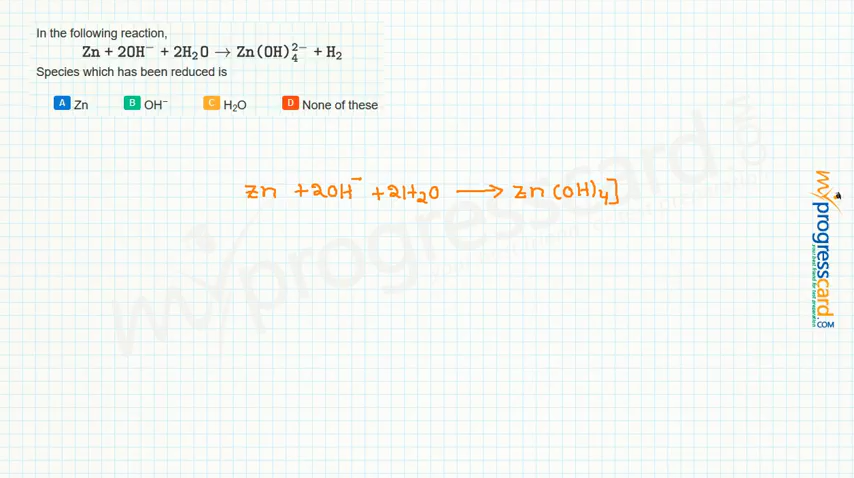 In the following reaction,
Zn + 2OH⁻ + 2H₂O → Zn(OH)₄²⁻ + H₂
Species which has been reduced is
A Zn B OH⁻ C H₂O D None of these
Zn + 2OH⁻ + 2H₂O ⟶ Zn (OH)₄]
myprogresscard
myprogresscard.COM